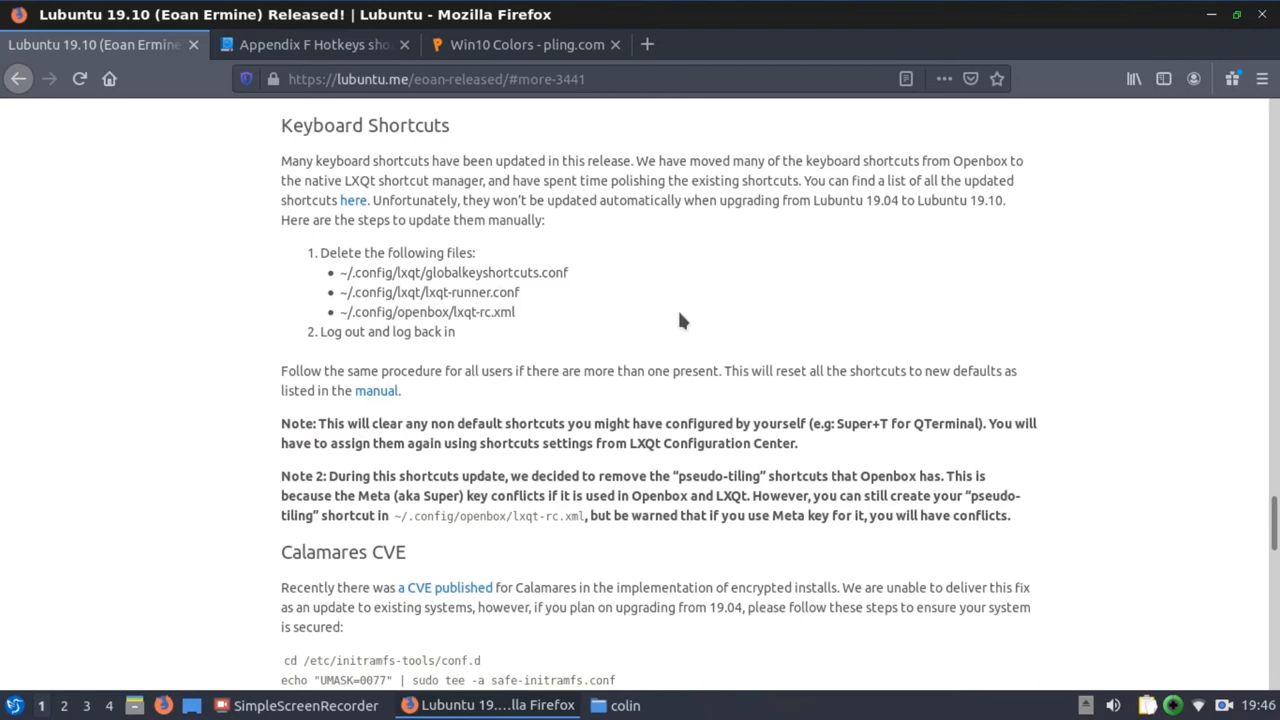 Lubuntu 19.10 (Eoan Ermine) Released! | Lubuntu - Mozilla Firefox
Lubuntu 19.10 (Eoan Ermine
Appendix F Hotkeys sho
Win10 Colors - pling.com
https://lubuntu.me/eoan-released/#more-3441
Keyboard Shortcuts
Many keyboard shortcuts have been updated in this release. We have moved many of the keyboard shortcuts from Openbox to
the native LXQt shortcut manager, and have spent time polishing the existing shortcuts. You can find a list of all the updated
shortcuts here. Unfortunately, they won’t be updated automatically when upgrading from Lubuntu 19.04 to Lubuntu 19.10.
Here are the steps to update them manually:
1. Delete the following files:
• ~/.config/lxqt/globalkeyshortcuts.conf
• ~/.config/lxqt/lxqt-runner.conf
• ~/.config/openbox/lxqt-rc.xml
2. Log out and log back in
Follow the same procedure for all users if there are more than one present. This will reset all the shortcuts to new defaults as
listed in the manual.
Note: This will clear any non default shortcuts you might have configured by yourself (e.g: Super+T for QTerminal). You will
have to assign them again using shortcuts settings from LXQt Configuration Center.
Note 2: During this shortcuts update, we decided to remove the “pseudo-tiling” shortcuts that Openbox has. This is
because the Meta (aka Super) key conflicts if it is used in Openbox and LXQt. However, you can still create your “pseudo-
tiling” shortcut in ~/.config/openbox/lxqt-rc.xml, but be warned that if you use Meta key for it, you will have conflicts.
Calamares CVE
Recently there was a CVE published for Calamares in the implementation of encrypted installs. We are unable to deliver this fix
as an update to existing systems, however, if you plan on upgrading from 19.04, please follow these steps to ensure your system
is secured:
cd /etc/initramfs-tools/conf.d
echo "UMASK=0077" | sudo tee -a safe-initramfs.conf
1 2 3 4 SimpleScreenRecorder Lubuntu 19....lla Firefox colin 19:46